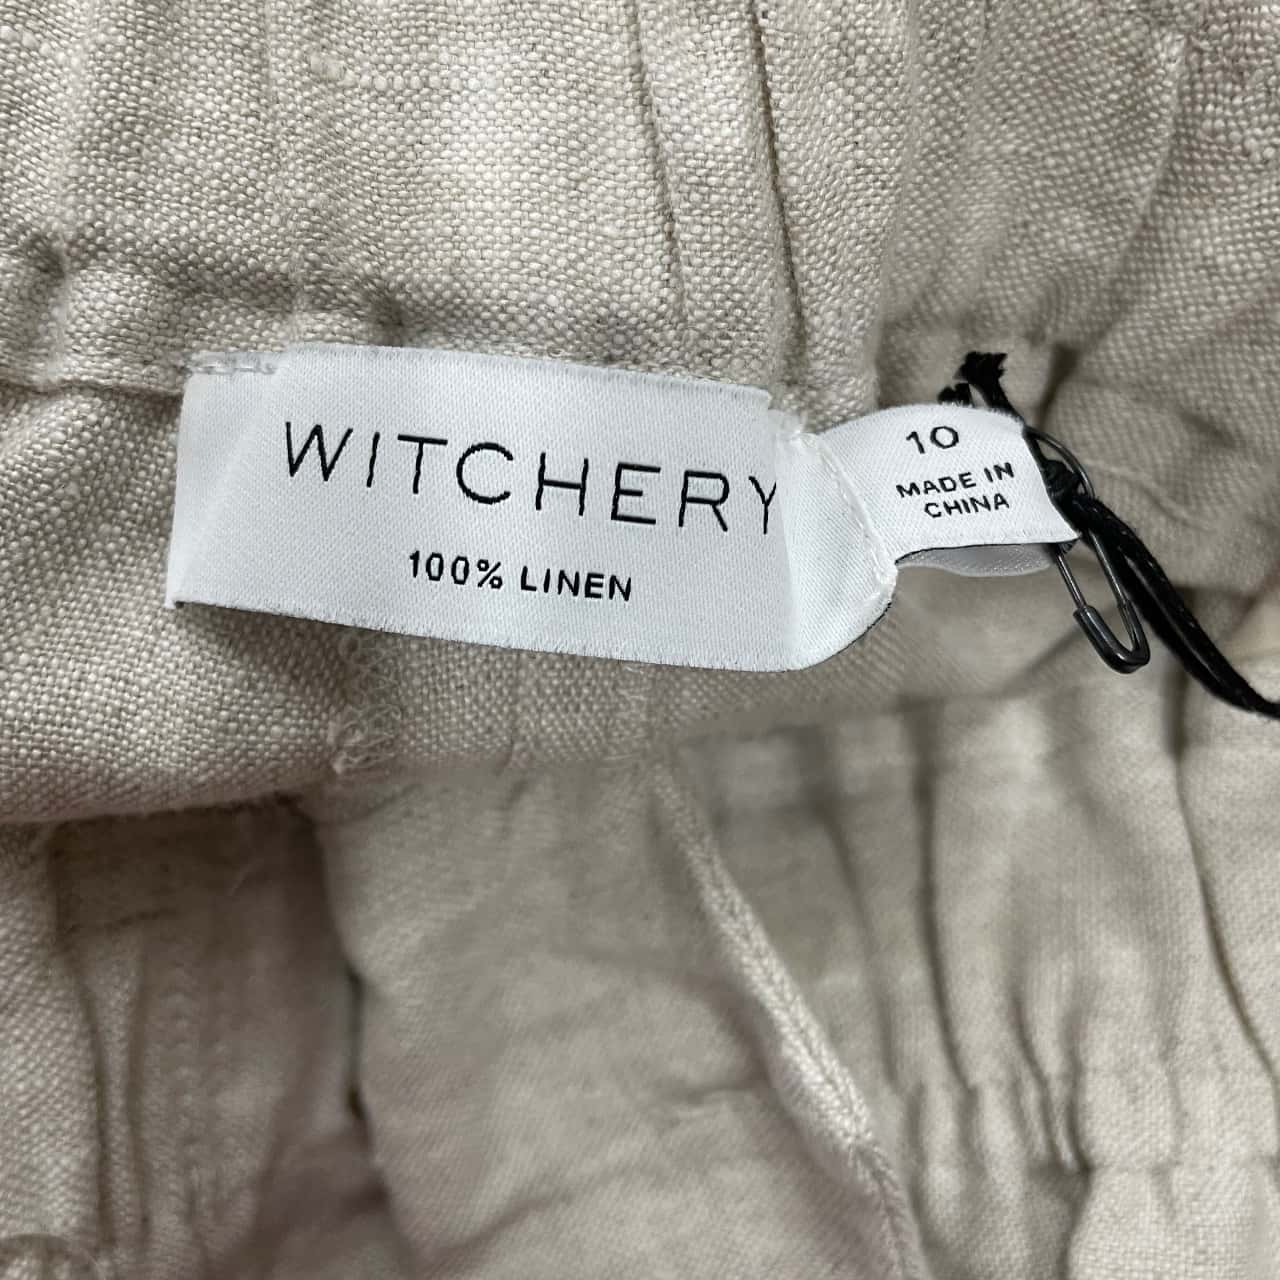 WITCHERY
100% LINEN
10
MADE IN
CHINA